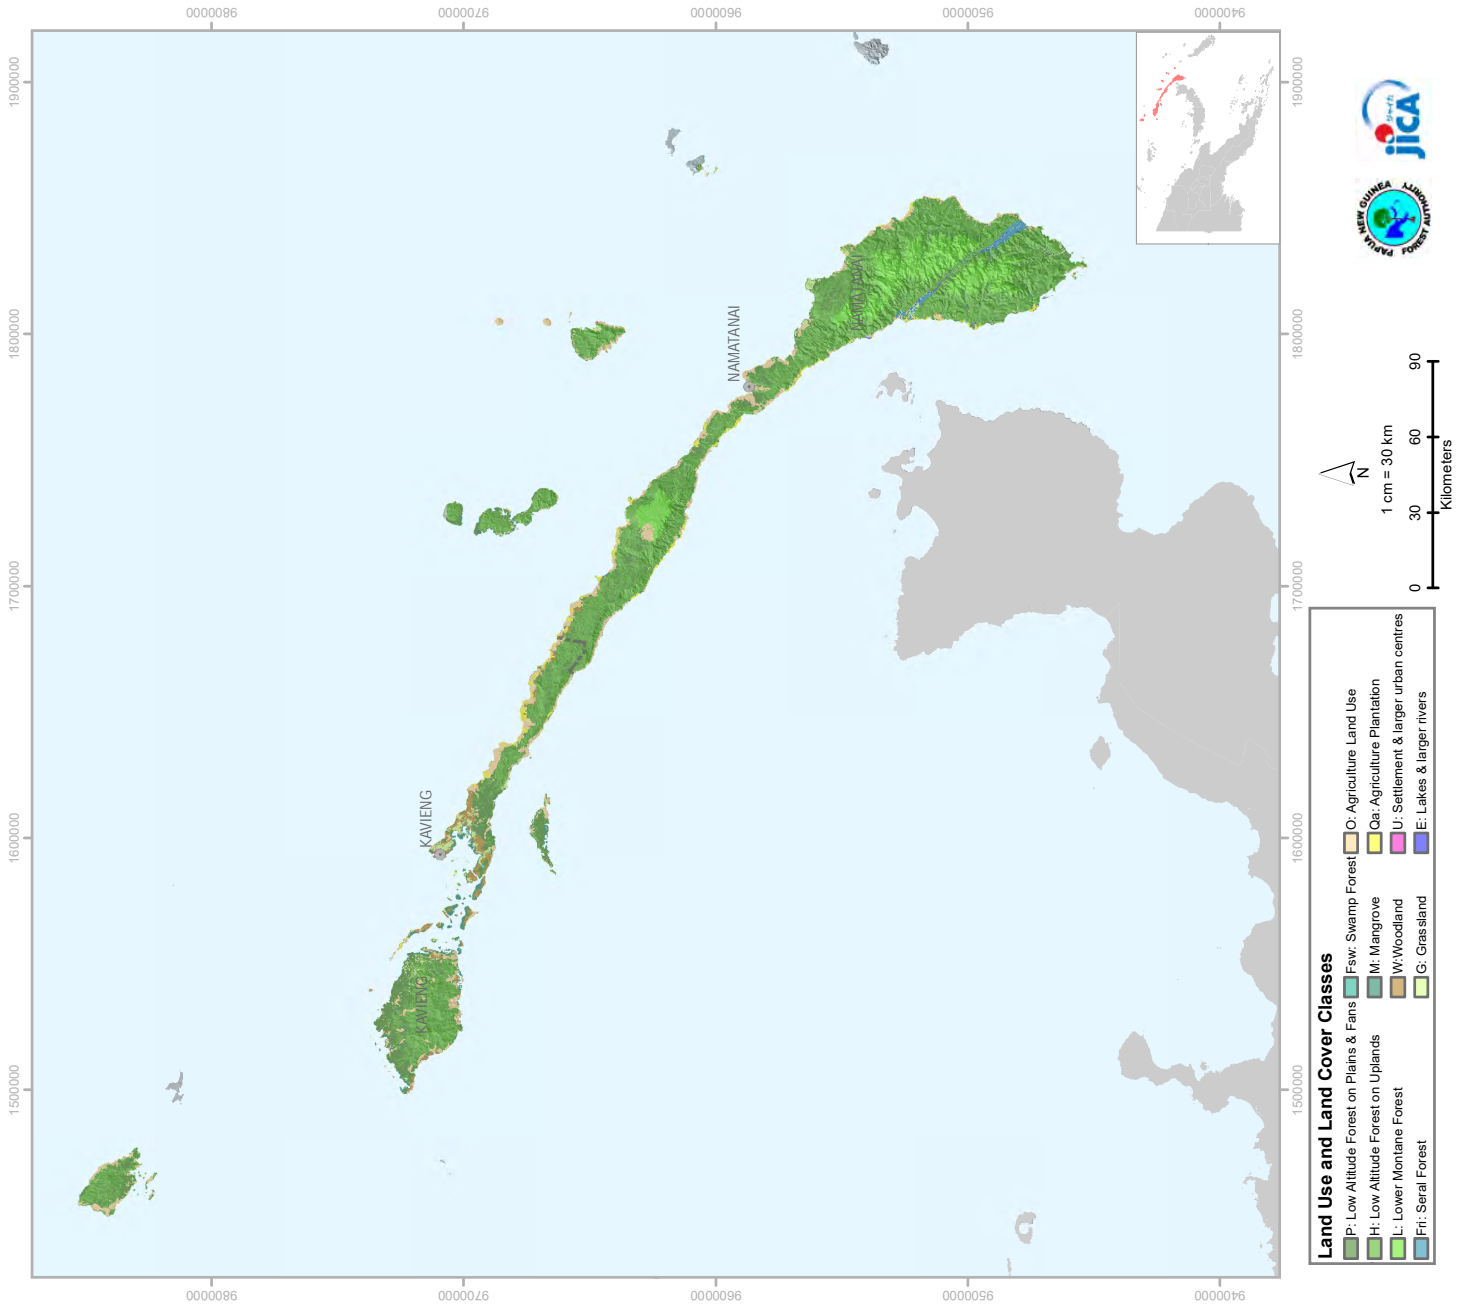 1500000
1600000
1700000
1800000
1900000
9800000
9800000
9700000
9700000
9600000
9600000
9500000
9500000
9400000
9400000
KAVIENG
KAVIENG
NAMATANAI
NAMATANAI
1500000
1600000
1700000
1800000
1900000
Land Use and Land Cover Classes
P: Low Altitude Forest on Plains & Fans
H: Low Altitude Forest on Uplands
L: Lower Montane Forest
Fri: Seral Forest
Fsw: Swamp Forest
M: Mangrove
W:Woodland
G: Grassland
O: Agriculture Land Use
Qa: Agriculture Plantation
U: Settlement & larger urban centres
E: Lakes & larger rivers
N
1 cm = 30 km
0 30 60 90
Kilometers
PAPUA NEW GUINEA
FOREST AUTHORITY
ジャイカ
jicA